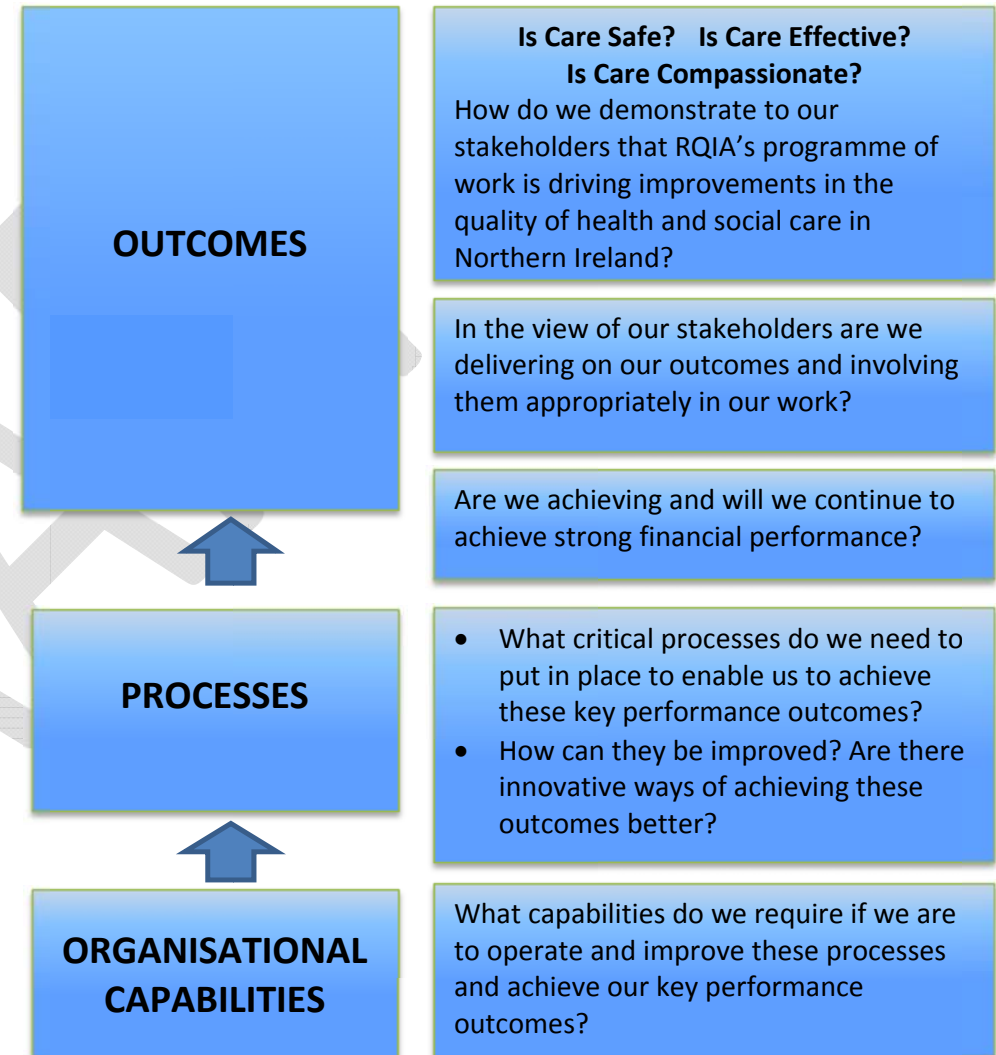 OUTCOMES
Is Care Safe? Is Care Effective?
Is Care Compassionate?
How do we demonstrate to our
stakeholders that RQIA’s programme of
work is driving improvements in the
quality of health and social care in
Northern Ireland?
In the view of our stakeholders are we
delivering on our outcomes and involving
them appropriately in our work?
Are we achieving and will we continue to
achieve strong financial performance?
PROCESSES
• What critical processes do we need to
put in place to enable us to achieve
these key performance outcomes?
• How can they be improved? Are there
innovative ways of achieving these
outcomes better?
ORGANISATIONAL
CAPABILITIES
What capabilities do we require if we are
to operate and improve these processes
and achieve our key performance
outcomes?